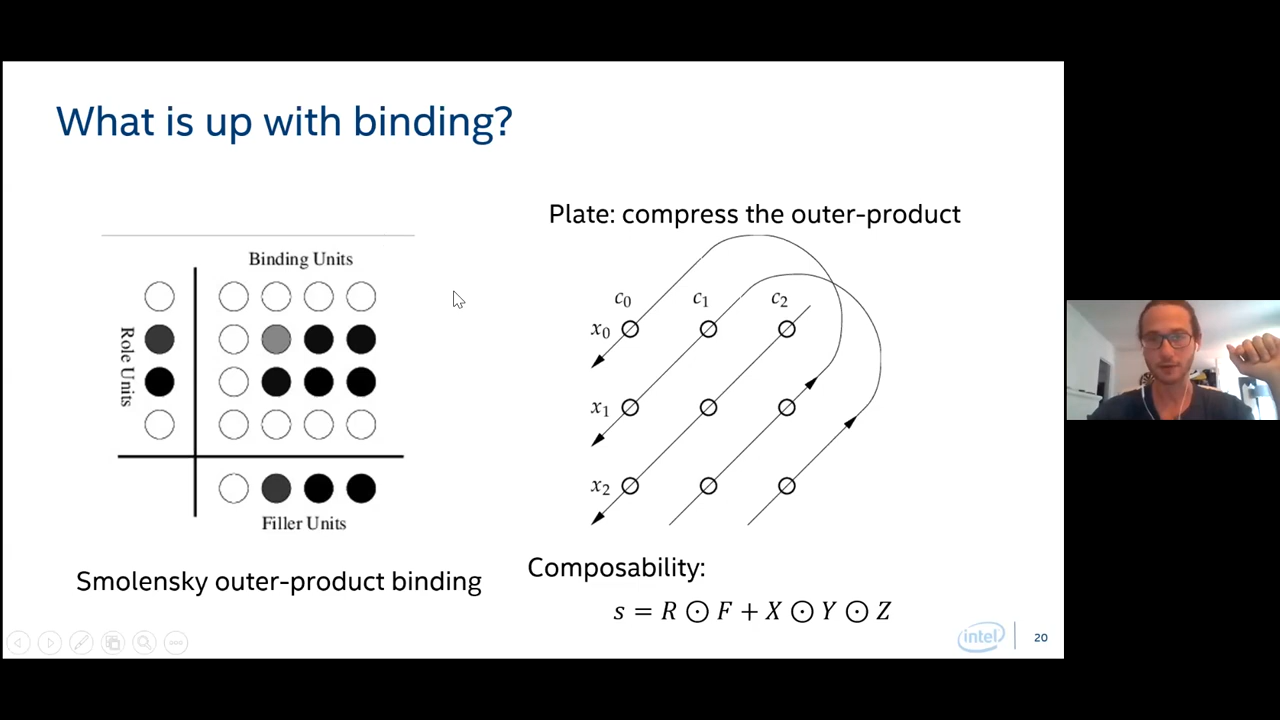 What is up with binding?
Binding Units
Role Units
Filler Units
Smolensky outer-product binding
Plate: compress the outer-product
c₀ c₁ c₂
x₀
x₁
x₂
Composability:
s = R ⊙ F + X ⊙ Y ⊙ Z
intel
20